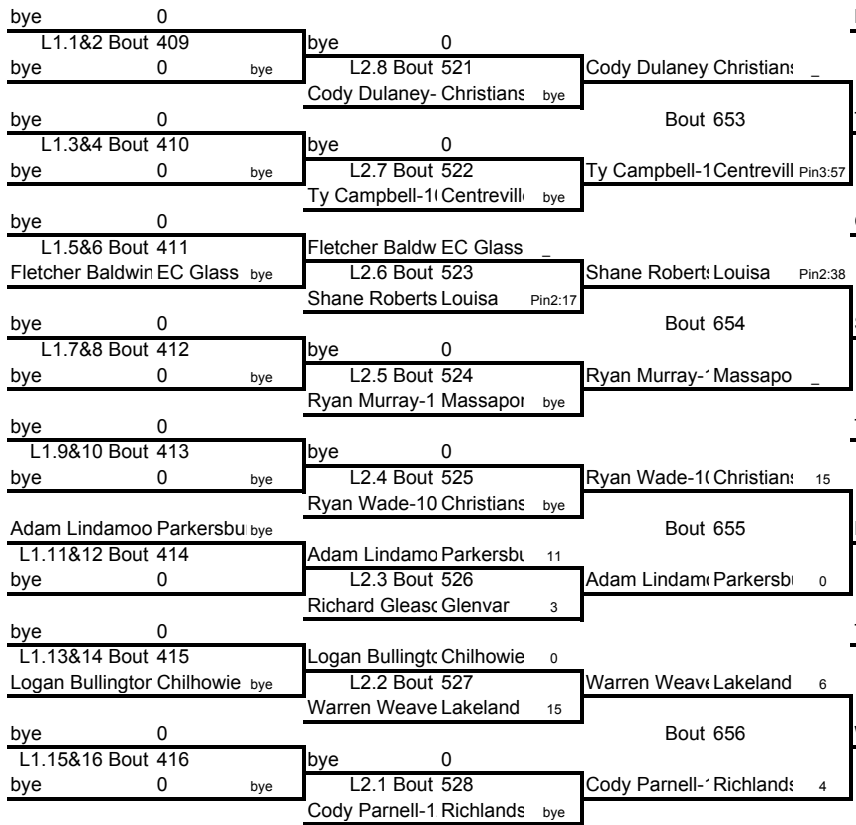 bye 0
L1.1&2 Bout 409 bye 0
bye 0 bye L2.8 Bout 521 Cody Dulaney Christians _
Cody Dulaney- Christians bye
bye 0 Bout 653
L1.3&4 Bout 410 bye 0
bye 0 bye L2.7 Bout 522 Ty Campbell-1 Centrevill Pin3:57
Ty Campbell-1( Centreville bye
bye 0
L1.5&6 Bout 411 Fletcher Baldw EC Glass _
Fletcher Baldwin EC Glass bye L2.6 Bout 523 Shane Roberts Louisa Pin2:38
Shane Roberts Louisa Pin2:17
bye 0 Bout 654
L1.7&8 Bout 412 bye 0
bye 0 bye L2.5 Bout 524 Ryan Murray-1 Massapo _
Ryan Murray-1 Massapor bye
bye 0
L1.9&10 Bout 413 bye 0
bye 0 bye L2.4 Bout 525 Ryan Wade-1( Christians 15
Ryan Wade-10 Christians bye
Adam Lindamoo Parkersbu bye Bout 655
L1.11&12 Bout 414 Adam Lindamo Parkersbu 11
bye 0 L2.3 Bout 526 Adam Lindam Parkersb 0
Richard Gleaso Glenvar 3
bye 0
L1.13&14 Bout 415 Logan Bullingto Chilhowie 0
Logan Bullington Chilhowie bye L2.2 Bout 527 Warren Weave Lakeland 6
Warren Weave Lakeland 15
bye 0 Bout 656
L1.15&16 Bout 416 bye 0
bye 0 bye L2.1 Bout 528 Cody Parnell-1 Richlands 4
Cody Parnell-1 Richlands bye